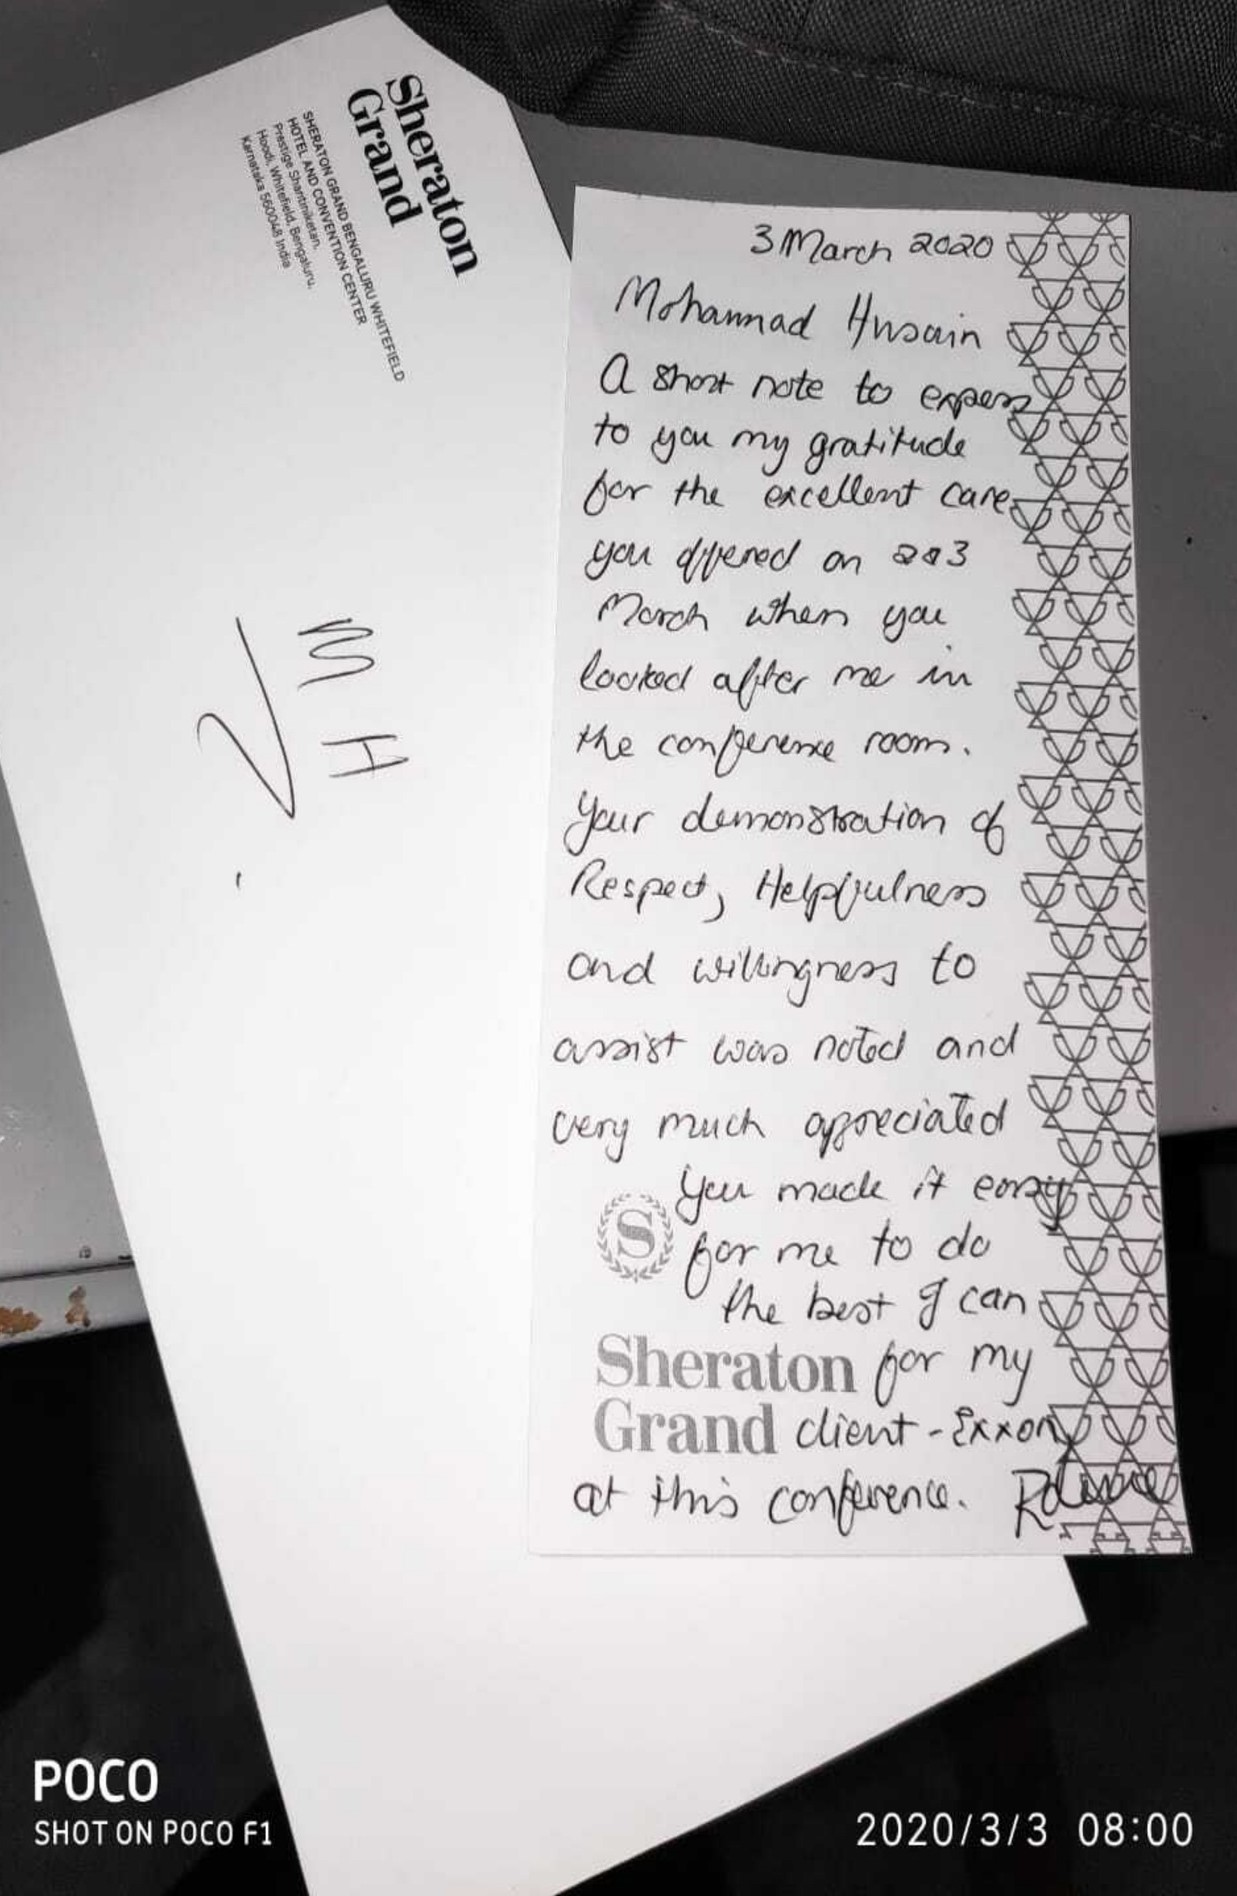 Sheraton
Grand
SHERATON GRAND BENGALURU WHITEFIELD
HOTEL AND CONVENTION CENTER
Prestige Shantiniketan,
Hoodi, Whitefield, Bengaluru,
Karnataka 560048 India
M H
3 March 2020
Mohammad Husain
A short note to express
to you my gratitude
for the excellent care
you offered on 2&3
March when you
looked after me in
the conference room.
Your demonstration of
Respect, Helpfulness
and willingness to
assist was noted and
very much appreciated
You made it easy
S for me to do
the best I can
Sheraton for my
Grand client - Exxon
at this conference.
POCO
SHOT ON POCO F1
2020/3/3 08:00